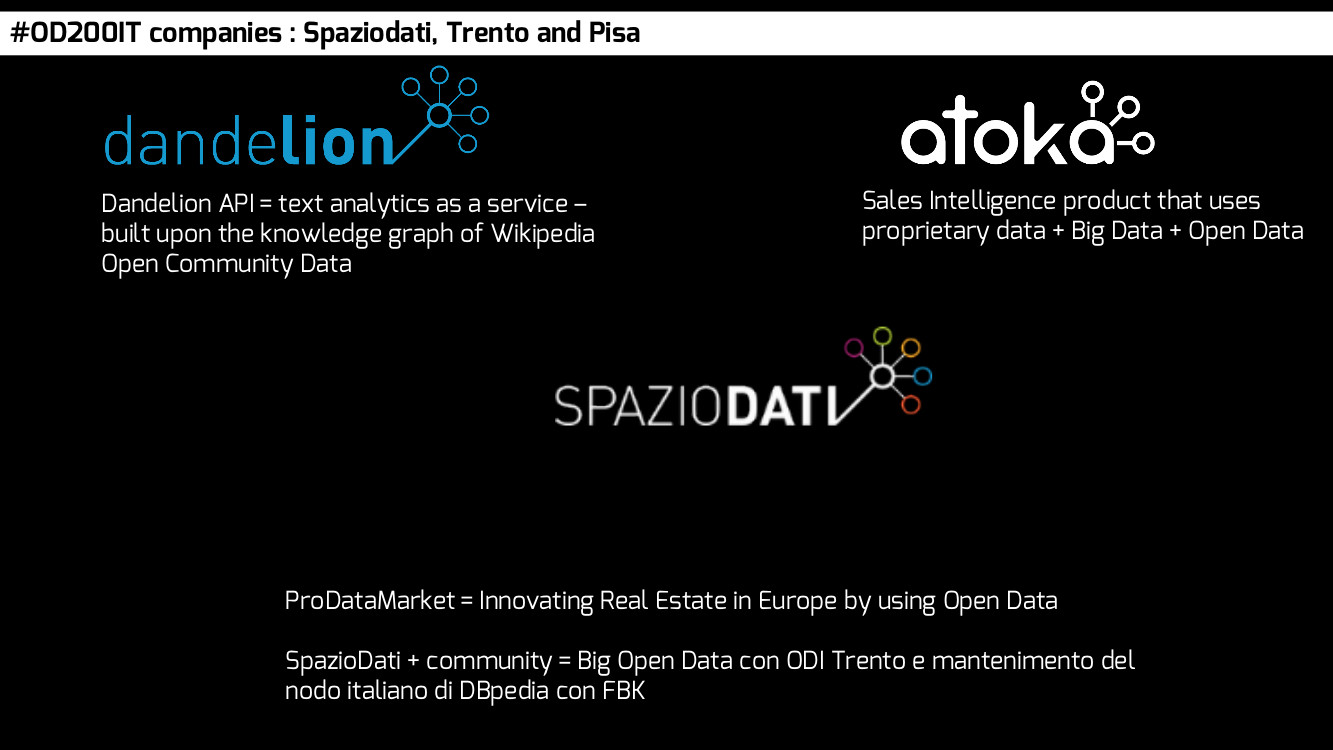 #OD200IT companies : Spaziodati, Trento and Pisa
dandelion
Dandelion API = text analytics as a service –
built upon the knowledge graph of Wikipedia
Open Community Data
atoka
Sales Intelligence product that uses
proprietary data + Big Data + Open Data
SPAZIODATI
ProDataMarket = Innovating Real Estate in Europe by using Open Data
SpazioDati + community = Big Open Data con ODI Trento e mantenimento del
nodo italiano di DBpedia con FBK